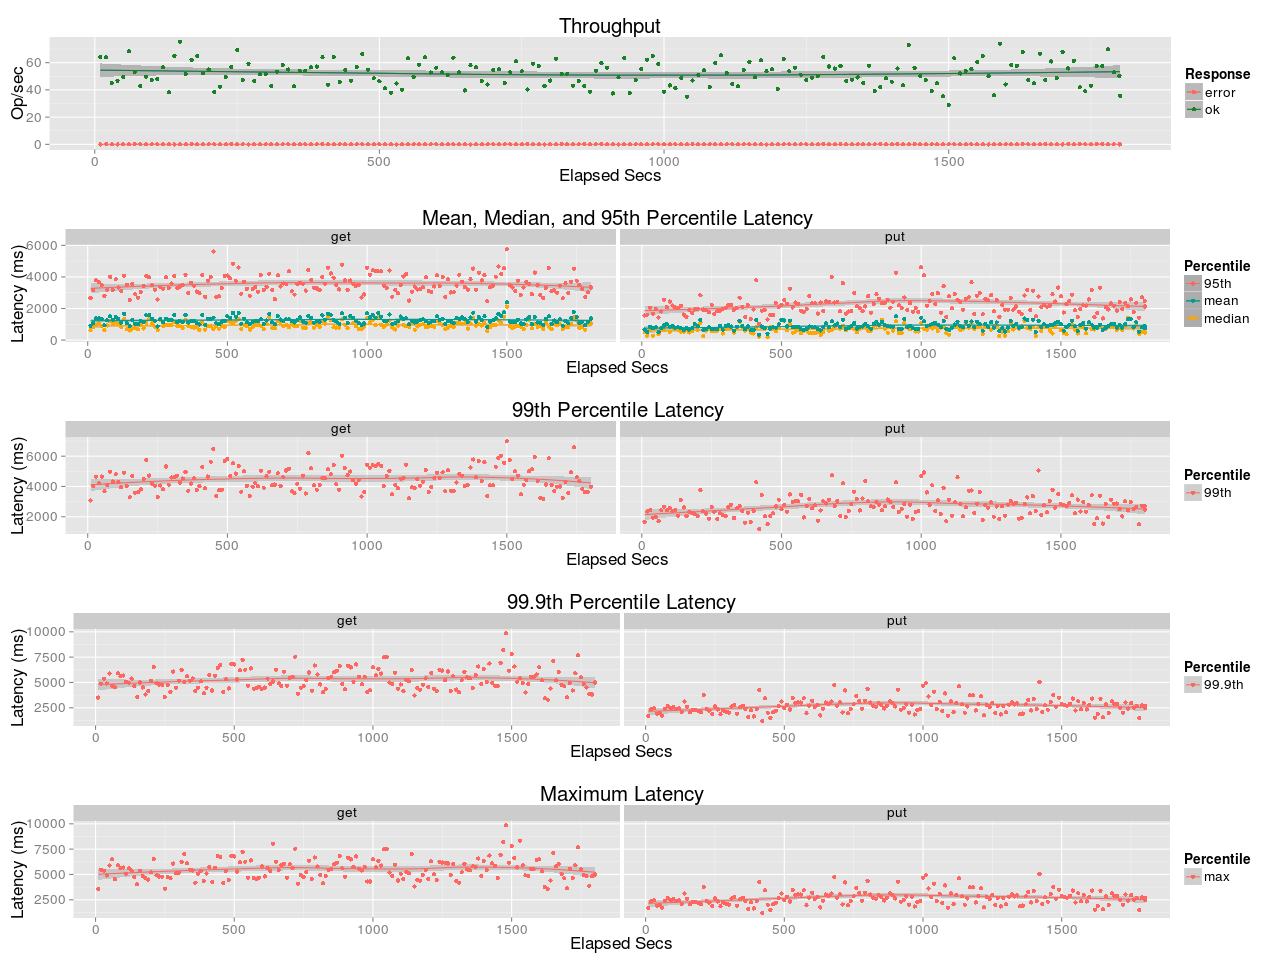 Throughput
Op/sec
60
40
20
0
0 500 1000 1500
Elapsed Secs
Response
error
ok
Mean, Median, and 95th Percentile Latency
get put
Latency (ms)
6000
4000
2000
0
0 500 1000 1500 0 500 1000 1500
Elapsed Secs
Percentile
95th
mean
median
99th Percentile Latency
get put
Latency (ms)
6000
4000
2000
0 500 1000 1500 0 500 1000 1500
Elapsed Secs
Percentile
99th
99.9th Percentile Latency
get put
Latency (ms)
10000
7500
5000
2500
0 500 1000 1500 0 500 1000 1500
Elapsed Secs
Percentile
99.9th
Maximum Latency
get put
Latency (ms)
10000
7500
5000
2500
0 500 1000 1500 0 500 1000 1500
Elapsed Secs
Percentile
max